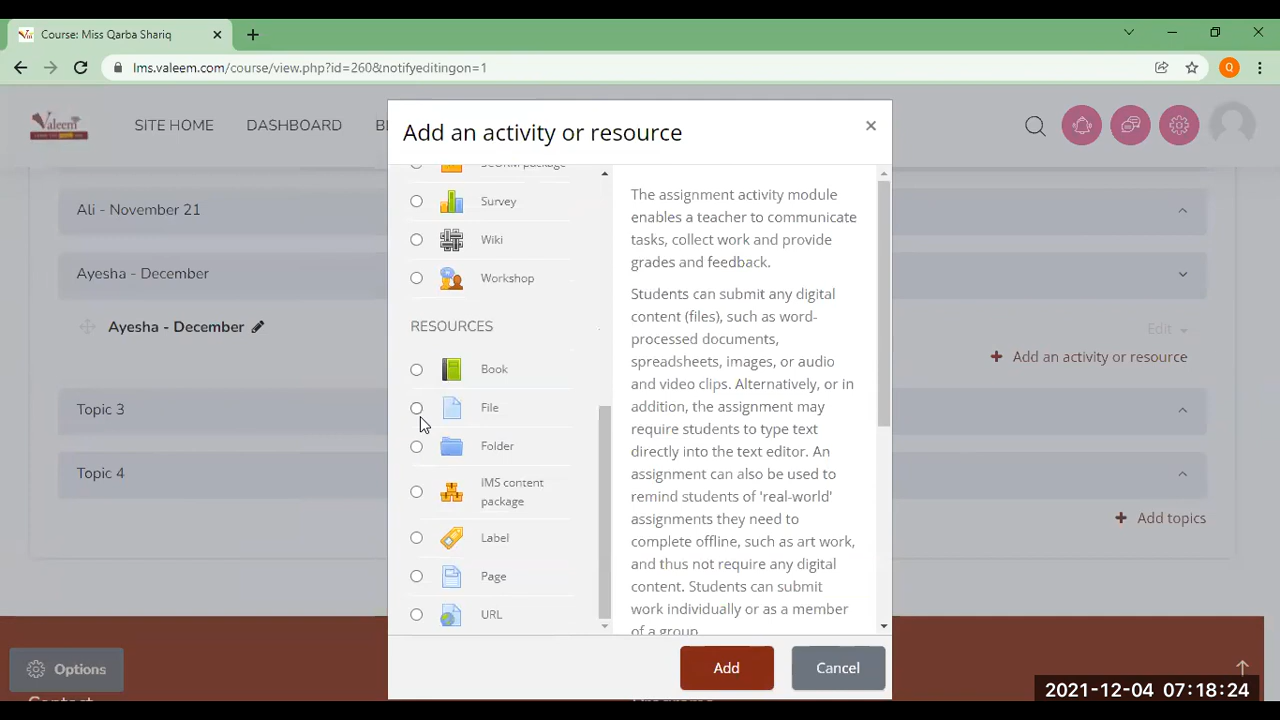 Course: Miss Qarba Shariq
lms.valeem.com/course/view.php?id=260&notifyeditingon=1
Q
Valeem
SITE HOME
DASHBOARD
Add an activity or resource
Ali - November 21
Ayesha - December
Ayesha - December
Edit
Add an activity or resource
Topic 3
Topic 4
Add topics
SCORM package
Survey
Wiki
Workshop
RESOURCES
Book
File
Folder
IMS content
package
Label
Page
URL
The assignment activity module
enables a teacher to communicate
tasks, collect work and provide
grades and feedback.
Students can submit any digital
content (files), such as word-
processed documents,
spreadsheets, images, or audio
and video clips. Alternatively, or in
addition, the assignment may
require students to type text
directly into the text editor. An
assignment can also be used to
remind students of 'real-world'
assignments they need to
complete offline, such as art work,
and thus not require any digital
content. Students can submit
work individually or as a member
of a group.
Add
Cancel
Options
Contact
2021-12-04 07:18:24